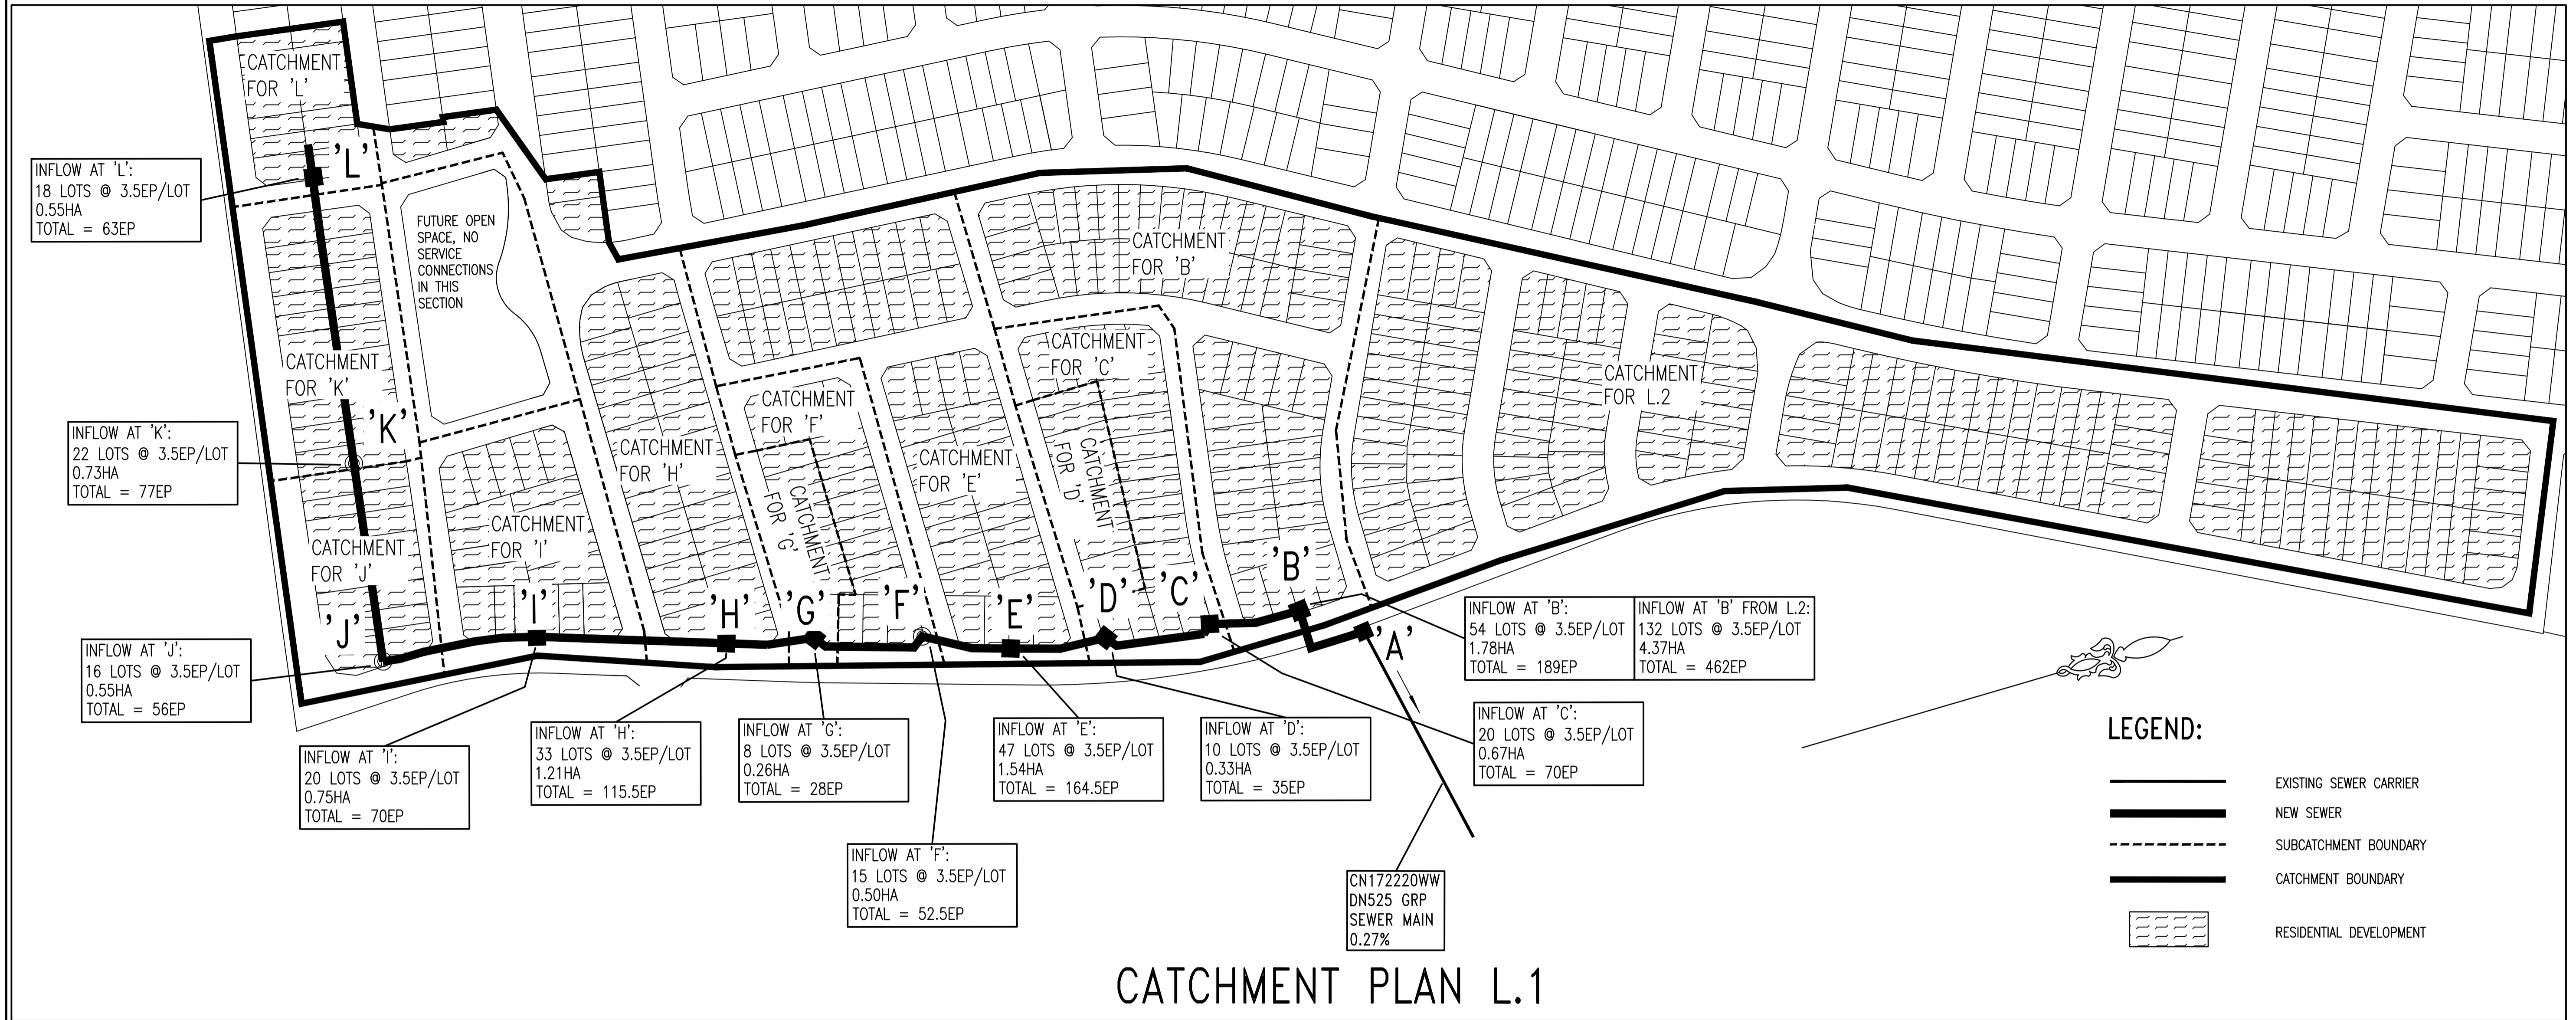 CATCHMENT
FOR 'L'
'L'
INFLOW AT 'L':
18 LOTS @ 3.5EP/LOT
0.55HA
TOTAL = 63EP
FUTURE OPEN
SPACE, NO
SERVICE
CONNECTIONS
IN THIS
SECTION
CATCHMENT
FOR 'B'
CATCHMENT
FOR 'C'
CATCHMENT
FOR 'K'
'K'
CATCHMENT
FOR L.2
CATCHMENT
FOR 'F'
INFLOW AT 'K':
22 LOTS @ 3.5EP/LOT
0.73HA
TOTAL = 77EP
CATCHMENT
FOR 'H'
CATCHMENT
FOR 'E'
CATCHMENT
FOR 'D'
CATCHMENT
FOR 'G'
CATCHMENT
FOR 'I'
CATCHMENT
FOR 'J'
'J'
'I'
'H'
'G'
'F'
'E'
'D'
'C'
'B'
'A'
INFLOW AT 'J':
16 LOTS @ 3.5EP/LOT
0.55HA
TOTAL = 56EP
INFLOW AT 'B':
54 LOTS @ 3.5EP/LOT
1.78HA
TOTAL = 189EP
INFLOW AT 'B' FROM L.2:
132 LOTS @ 3.5EP/LOT
4.37HA
TOTAL = 462EP
INFLOW AT 'I':
20 LOTS @ 3.5EP/LOT
0.75HA
TOTAL = 70EP
INFLOW AT 'H':
33 LOTS @ 3.5EP/LOT
1.21HA
TOTAL = 115.5EP
INFLOW AT 'G':
8 LOTS @ 3.5EP/LOT
0.26HA
TOTAL = 28EP
INFLOW AT 'E':
47 LOTS @ 3.5EP/LOT
1.54HA
TOTAL = 164.5EP
INFLOW AT 'D':
10 LOTS @ 3.5EP/LOT
0.33HA
TOTAL = 35EP
INFLOW AT 'C':
20 LOTS @ 3.5EP/LOT
0.67HA
TOTAL = 70EP
INFLOW AT 'F':
15 LOTS @ 3.5EP/LOT
0.50HA
TOTAL = 52.5EP
CN172220WW
DN525 GRP
SEWER MAIN
0.27%
LEGEND:
EXISTING SEWER CARRIER
NEW SEWER
SUBCATCHMENT BOUNDARY
CATCHMENT BOUNDARY
RESIDENTIAL DEVELOPMENT
CATCHMENT PLAN L.1